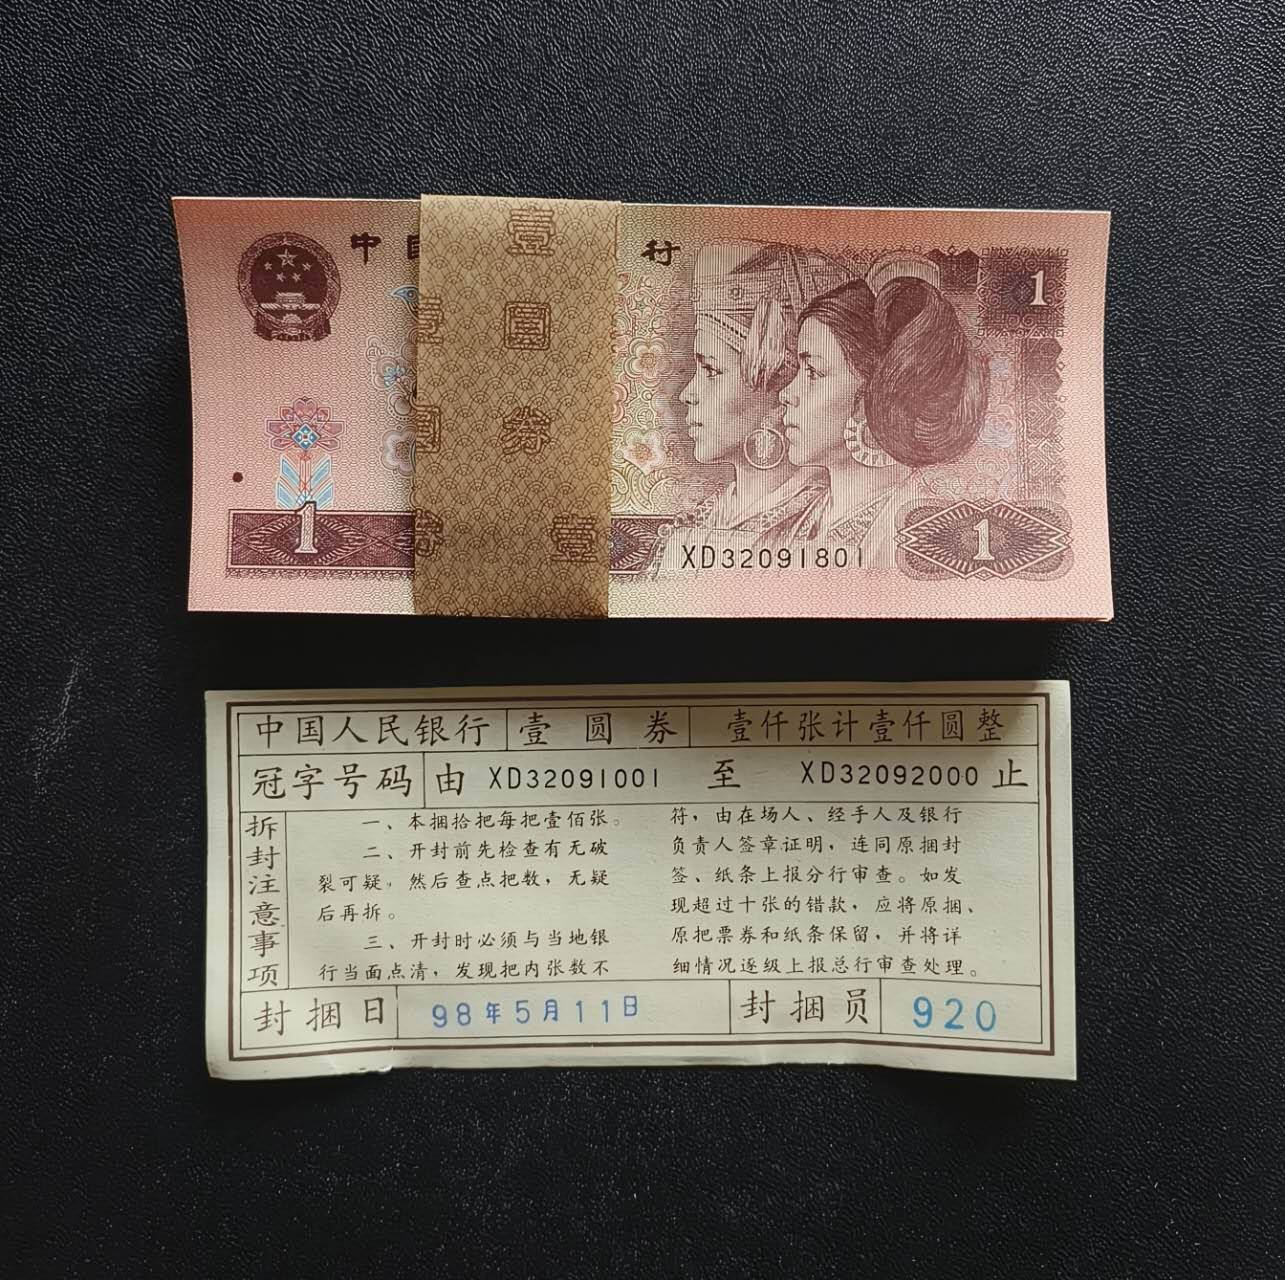 中国 行
1
壹
壹 圆
圆 券
券 壹
1
XD32091801
1
中国人民银行 壹圆券 壹仟张计壹仟圆整
冠字号码 由 XD32091001 至 XD32092000 止
拆封注意事项
一、本捆拾把每把壹佰张。
二、开封前先检查有无破
裂可疑，然后查点把数，无疑
后再拆。
三、开封时必须与当地银
行当面点清，发现把内张数不
符，由在场人、经手人及银行
负责人签章证明，连同原捆封
签、纸条上报分行审查。如发
现超过十张的错款，应将原捆、
原把票券和纸条保留，并将详
细情况逐级上报总行审查处理。
封捆日 98年5月11日 封捆员 920